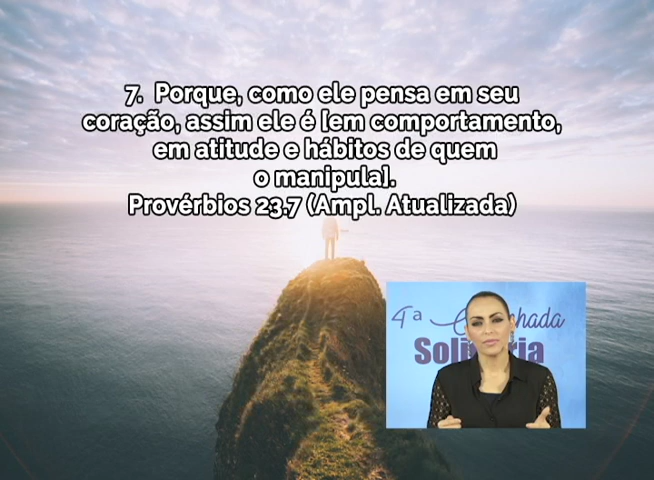 7. Porque, como ele pensa em seu
coração, assim ele é [em comportamento,
em atitude e hábitos de quem
o manipula].
Provérbios 23.7 (Ampl. Atualizada)
4ª